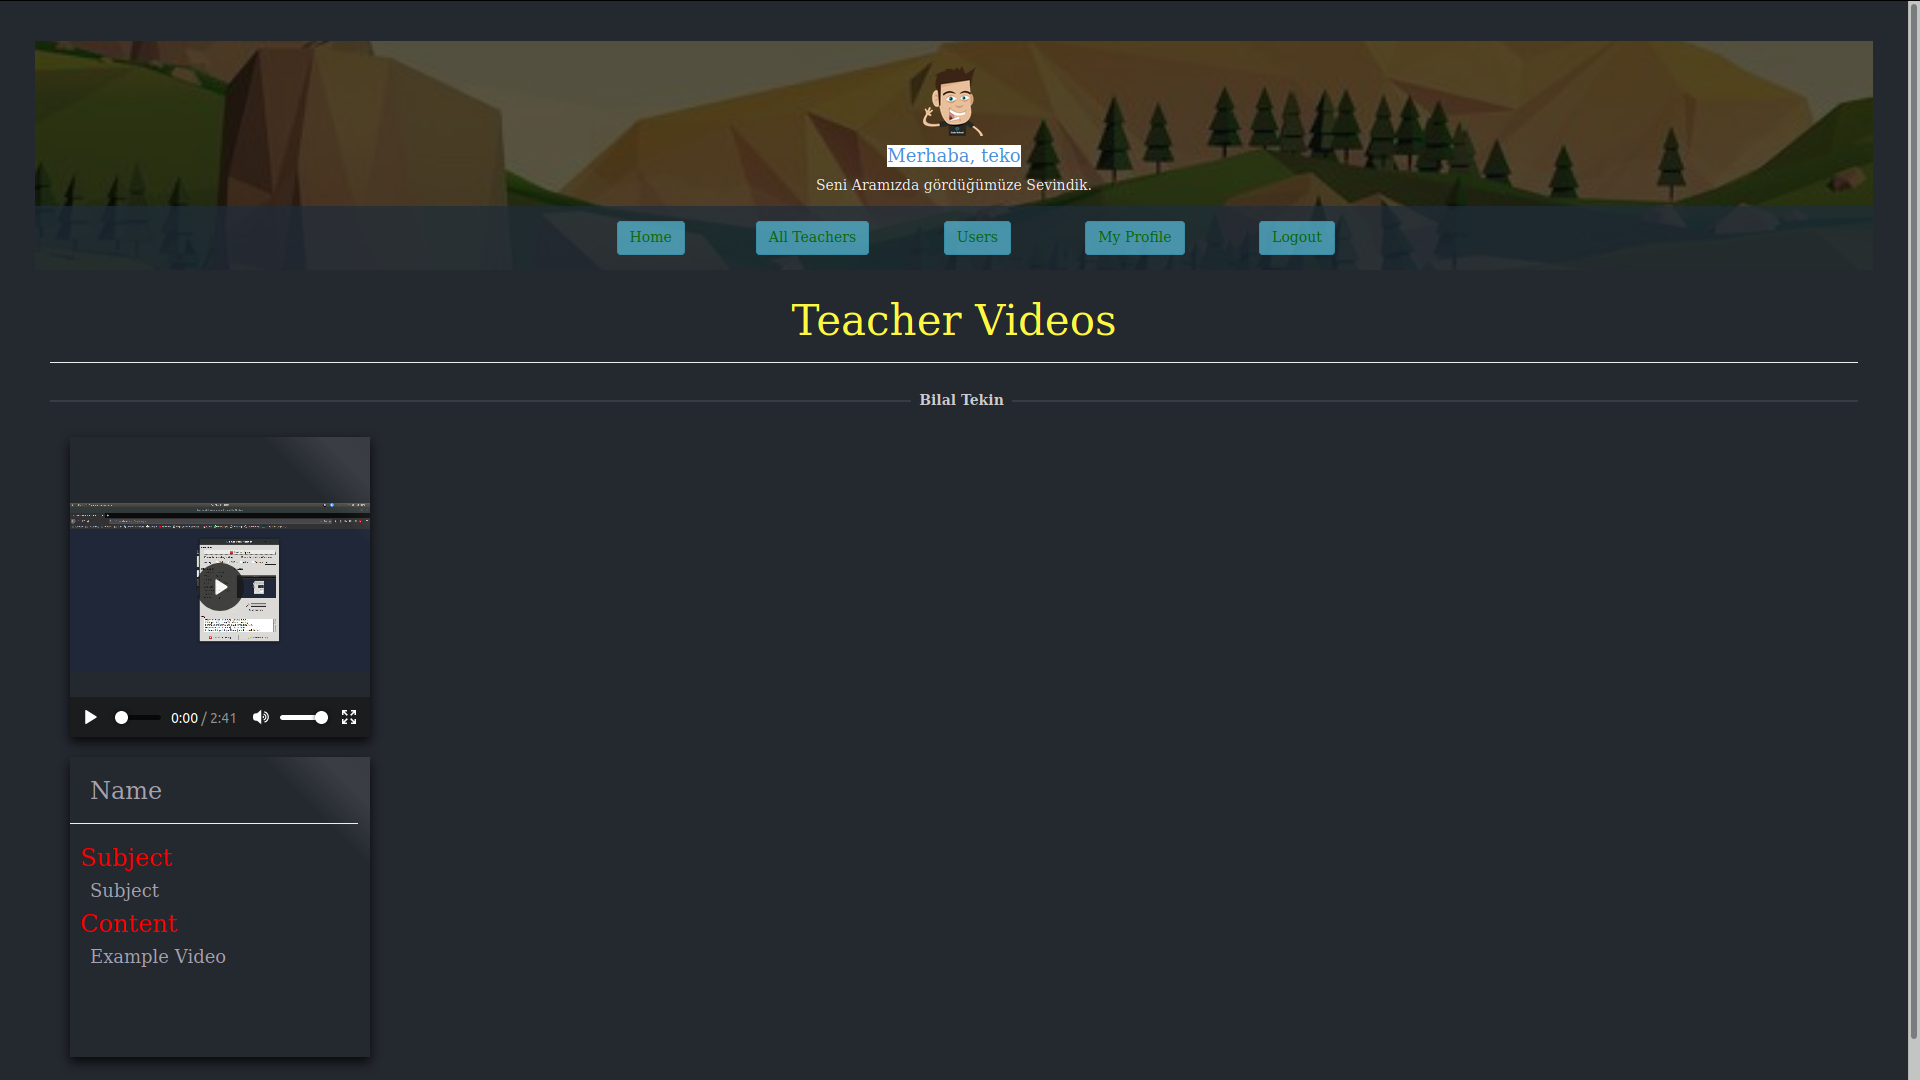 Merhaba, teko
Seni Aramızda gördüğümüze Sevindik.
Home All Teachers Users My Profile Logout
Teacher Videos
Bilal Tekin
0:00 / 2:41
Name
Subject
Subject
Content
Example Video